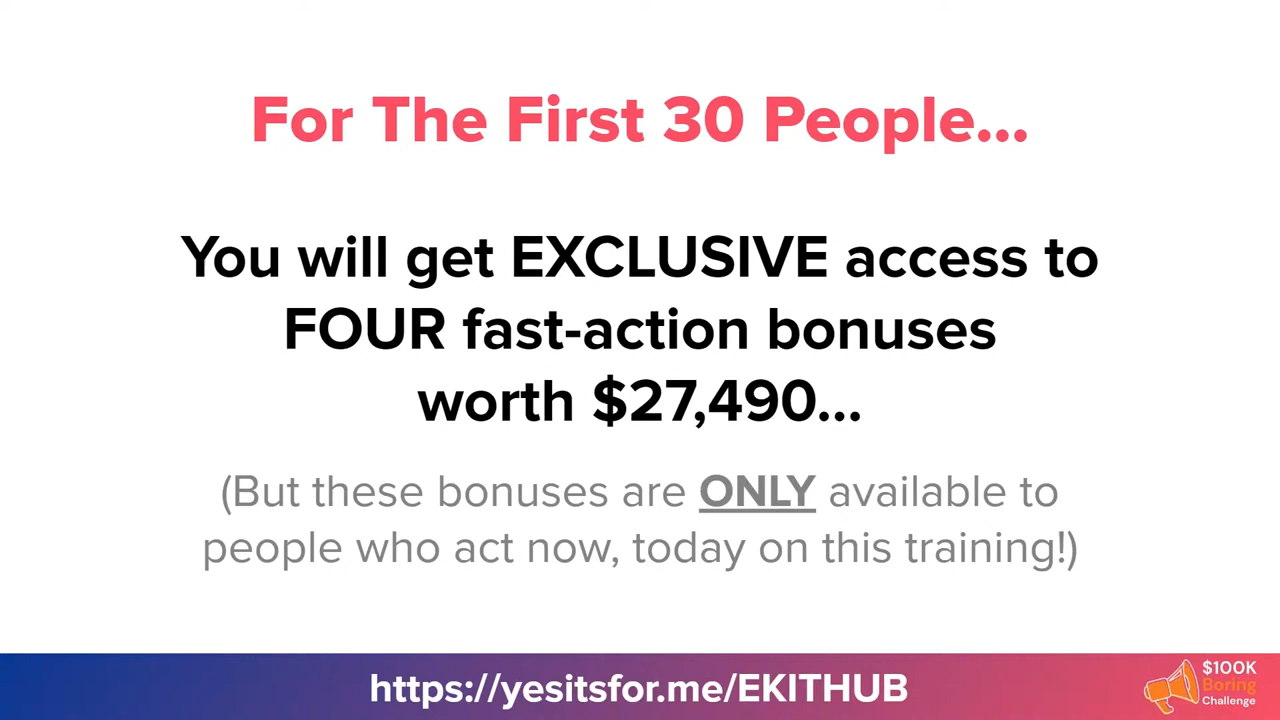 For The First 30 People...
You will get EXCLUSIVE access to
FOUR fast-action bonuses
worth $27,490...
(But these bonuses are ONLY available to
people who act now, today on this training!)
https://yesitsfor.me/EKITHUB
$100K
Boring
Challenge